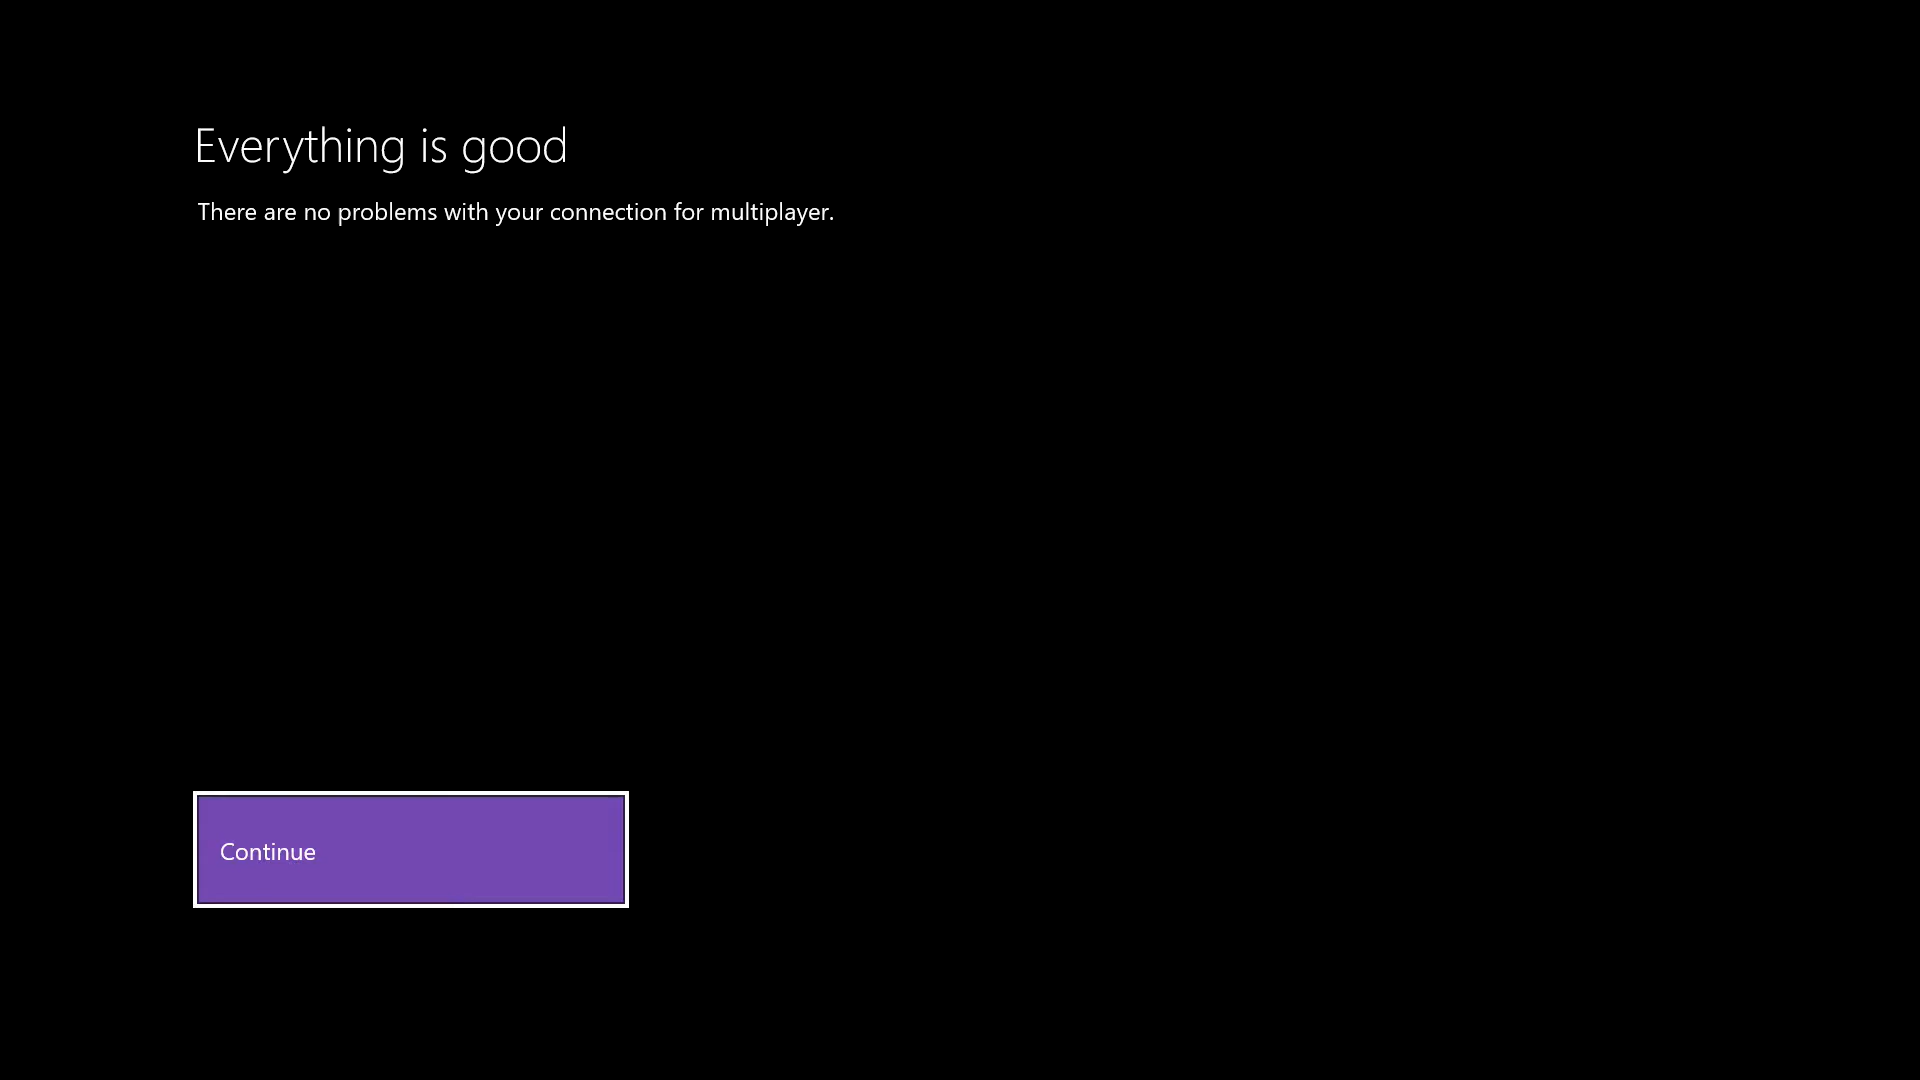 Everything is good
There are no problems with your connection for multiplayer.
Continue